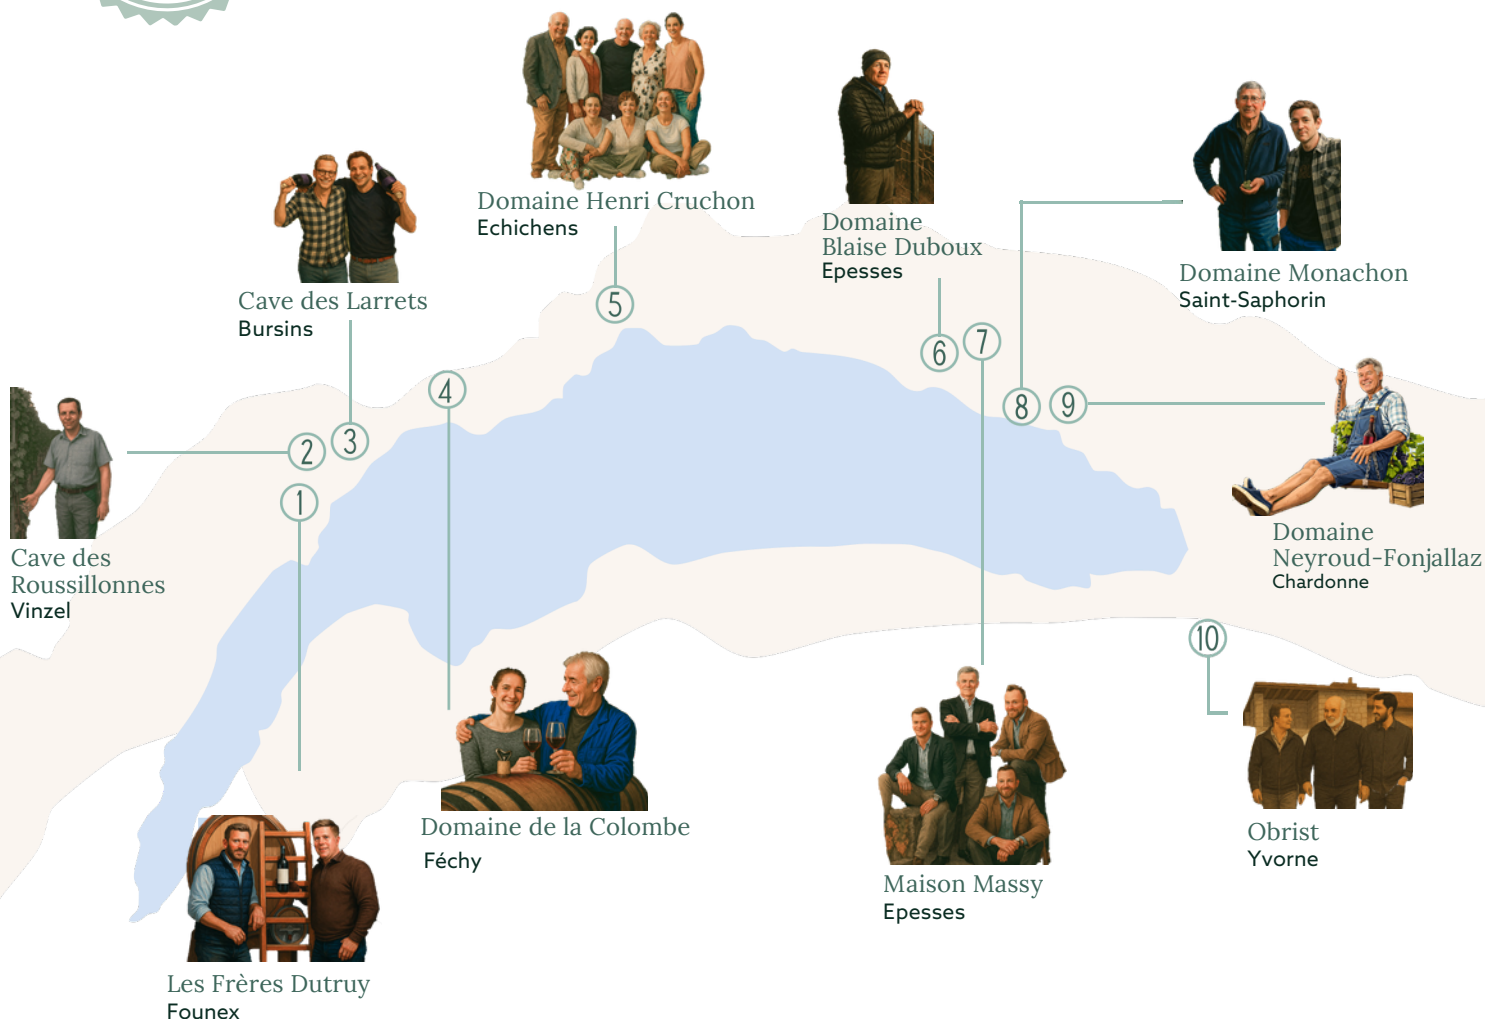 Domaine Henri Cruchon
Echichens
Domaine
Blaise Duboux
Epesses
Domaine Monachon
Saint-Saphorin
Cave des Larrets
Bursins
5
6
7
4
8
9
2
3
1
Cave des
Roussillonnes
Vinzel
Domaine
Neyroud-Fonjallaz
Chardonne
10
Domaine de la Colombe
Féchy
Obrist
Yvorne
Maison Massy
Epesses
Les Frères Dutruy
Founex